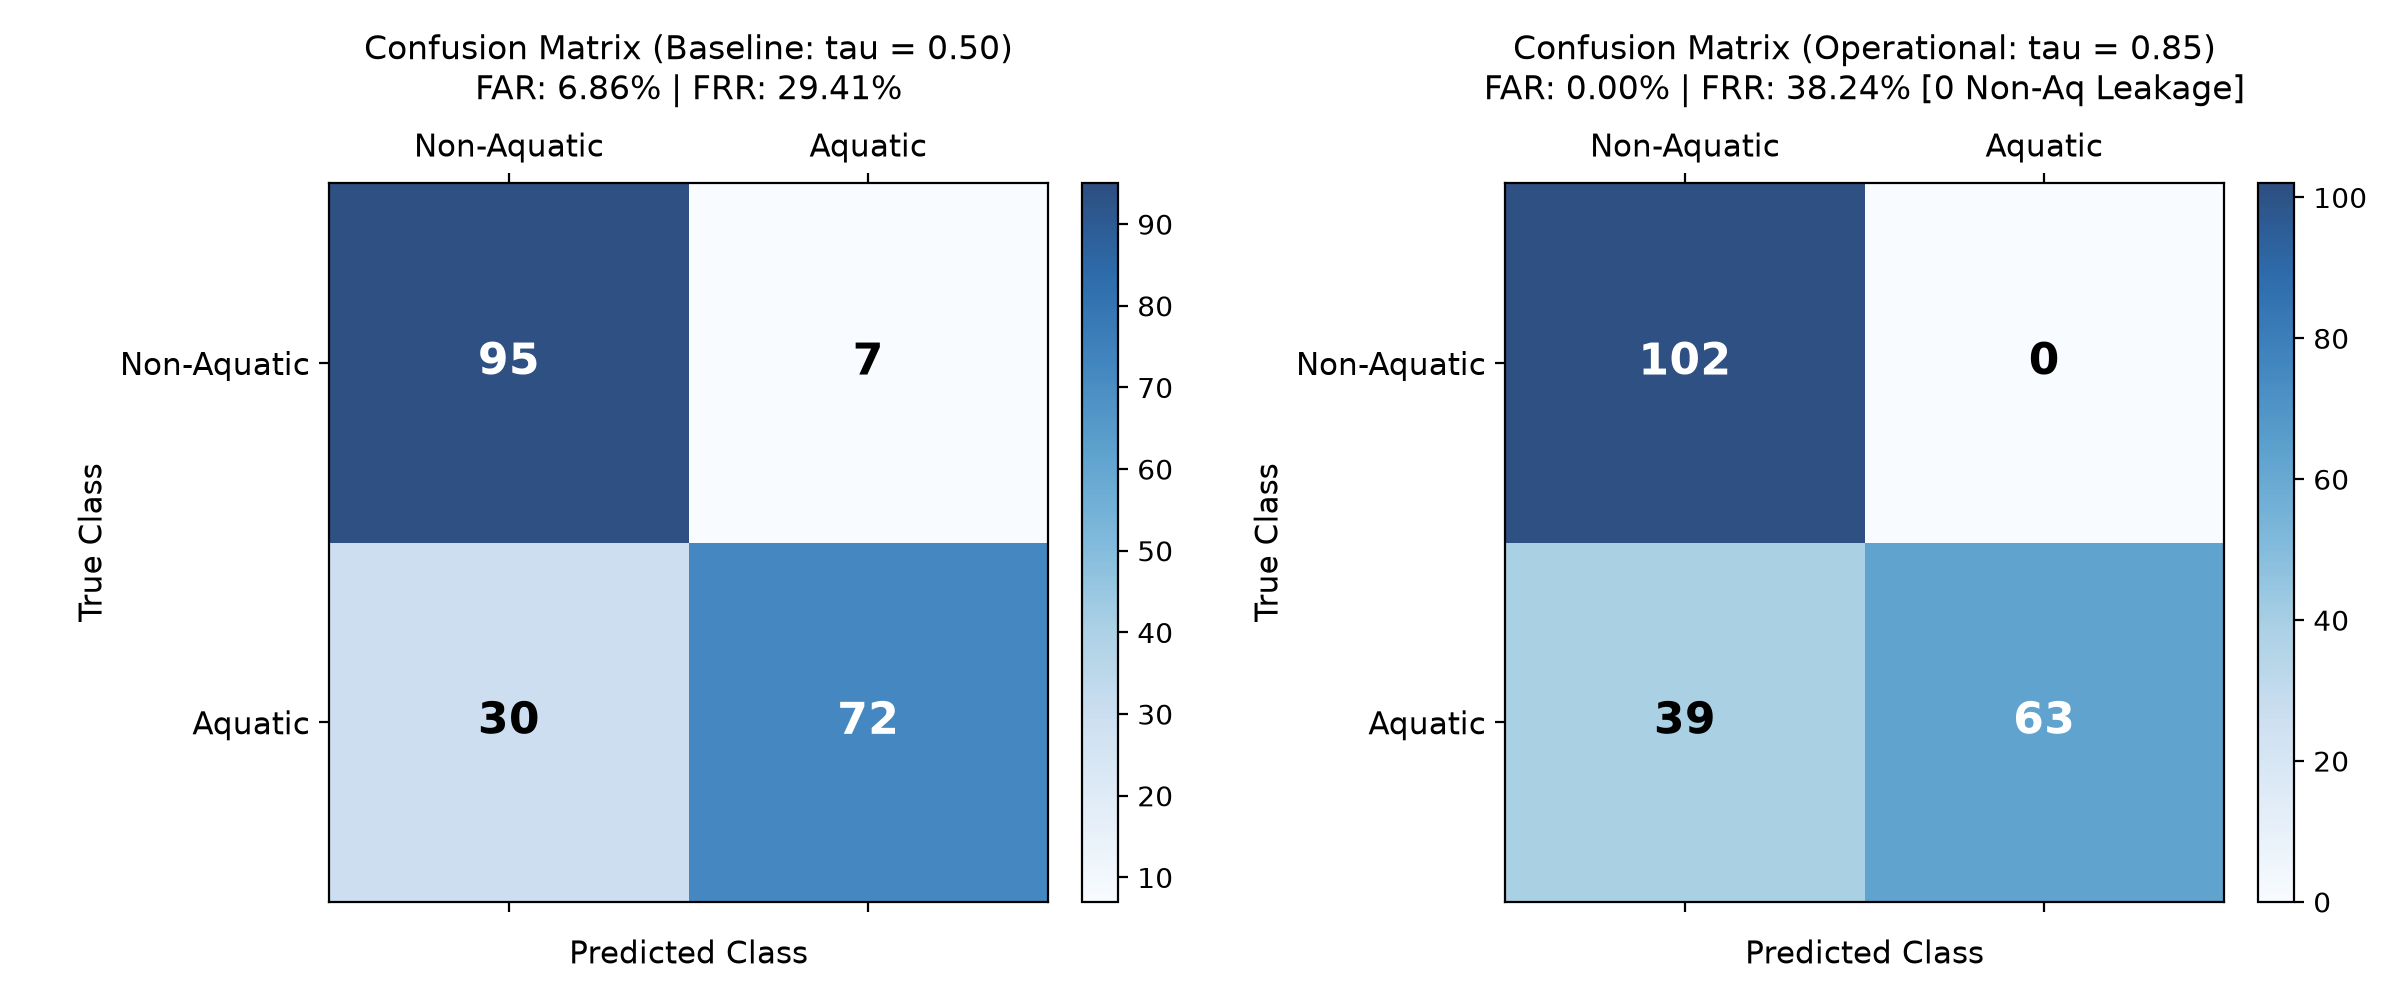 Confusion Matrix (Baseline: tau = 0.50)
FAR: 6.86% | FRR: 29.41%
Non-Aquatic
Aquatic
Non-Aquatic
Aquatic
True Class
95
7
30
72
Predicted Class
90
80
70
60
50
40
30
20
10
Confusion Matrix (Operational: tau = 0.85)
FAR: 0.00% | FRR: 38.24% [0 Non-Aq Leakage]
Non-Aquatic
Aquatic
Non-Aquatic
Aquatic
True Class
102
0
39
63
Predicted Class
100
80
60
40
20
0